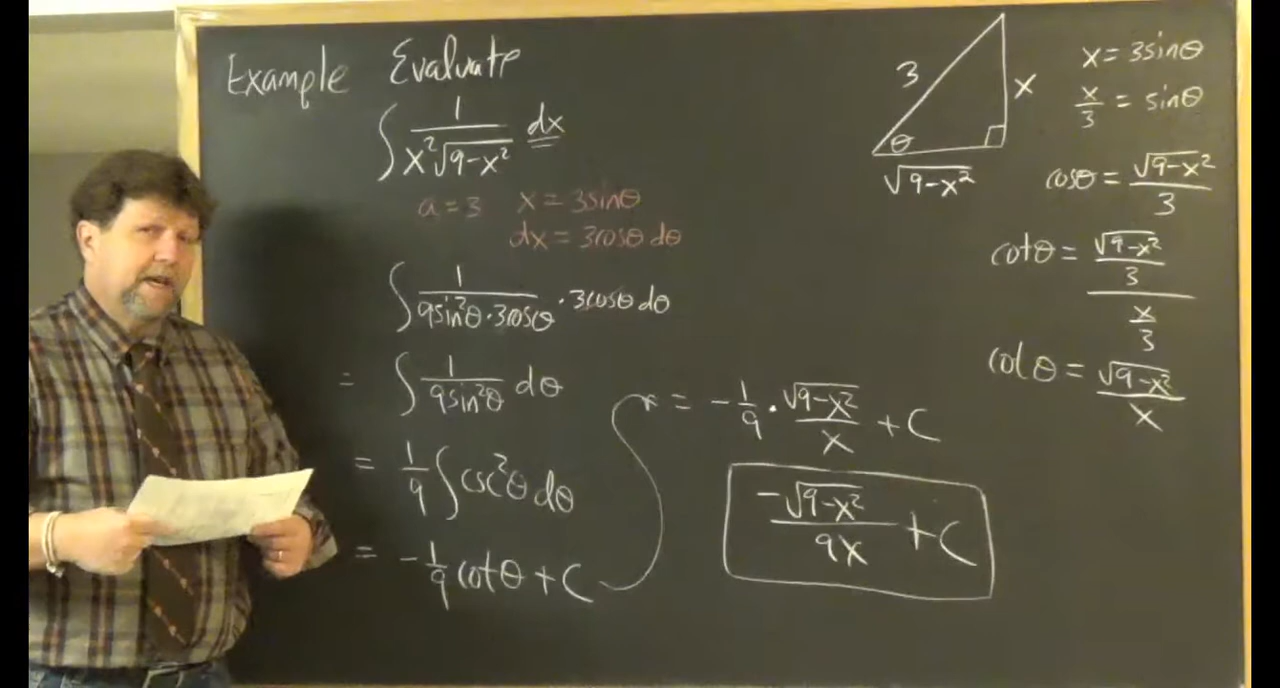 Example Evaluate
∫ 1/(x²√(9-x²)) dx
a = 3 x = 3sinθ
dx = 3cosθ dθ
∫ 1/(9sin²θ · 3cosθ) · 3cosθ dθ
= ∫ 1/(9sin²θ) dθ
= 1/9 ∫ csc²θ dθ
= -1/9 cotθ + C
= -1/9 · √(9-x²)/x + C
-√(9-x²)/(9x) + C
3
x
θ
√(9-x²)
x = 3sinθ
x/3 = sinθ
cosθ = √(9-x²)/3
cotθ = (√(9-x²)/3)/(x/3)
cotθ = √(9-x²)/x